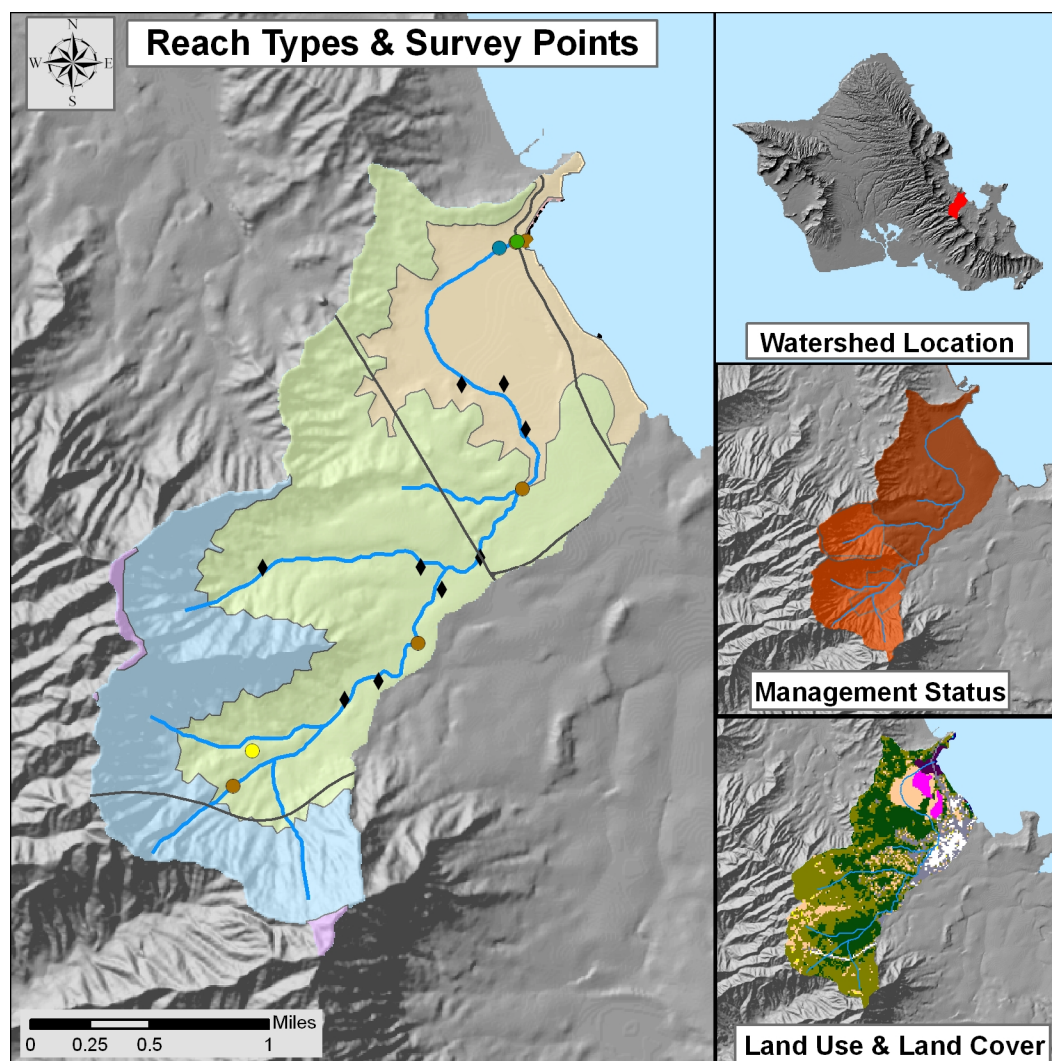 Reach Types & Survey Points
N
W E
S
Watershed Location
Management Status
Land Use & Land Cover
Miles
0 0.25 0.5 1